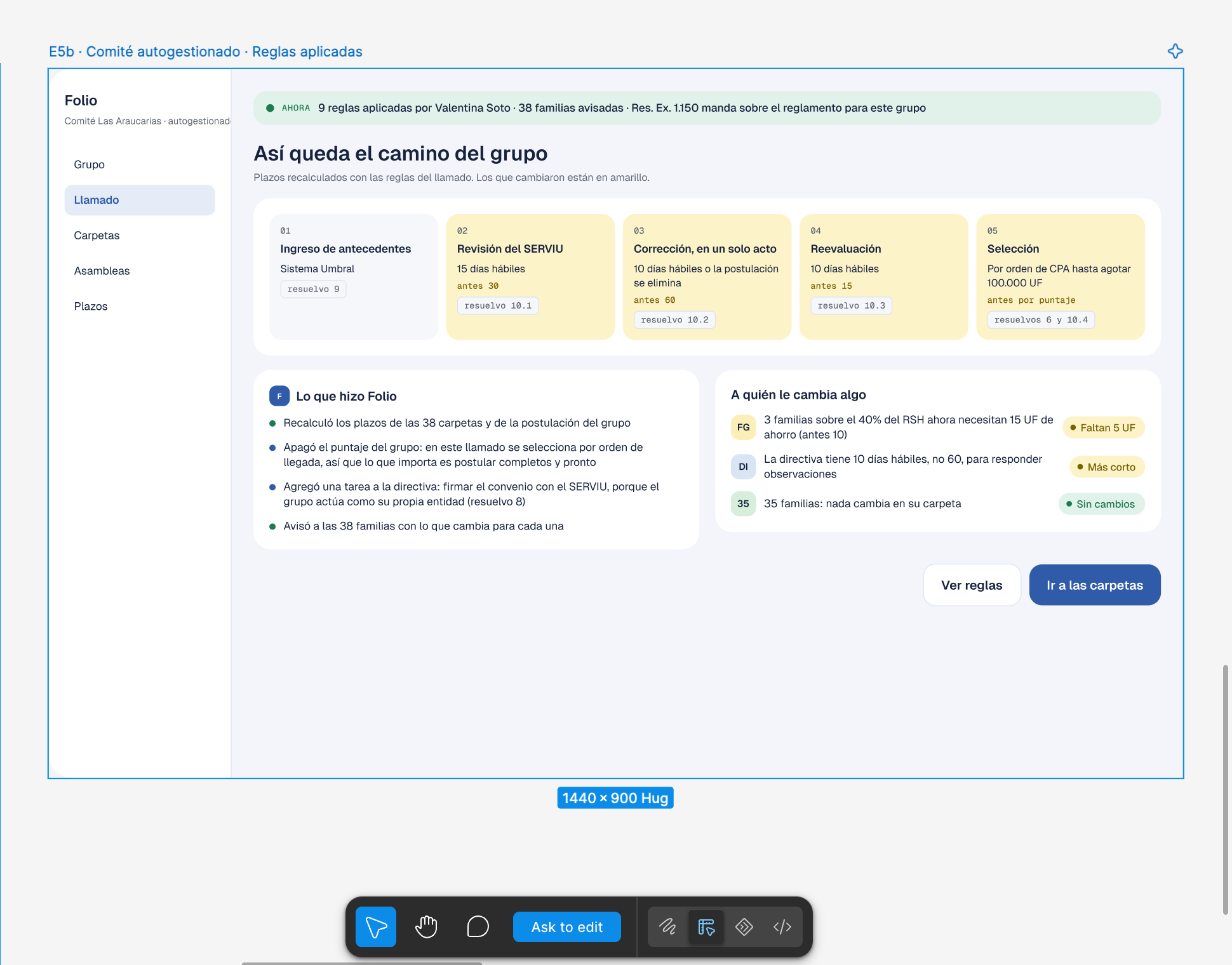 E5b · Comité autogestionado · Reglas aplicadas
Folio
Comité Las Araucarias · autogestionad
Grupo
Llamado
Carpetas
Asambleas
Plazos
AHORA 9 reglas aplicadas por Valentina Soto · 38 familias avisadas · Res. Ex. 1.150 manda sobre el reglamento para este grupo
Así queda el camino del grupo
Plazos recalculados con las reglas del llamado. Los que cambiaron están en amarillo.
01
Ingreso de antecedentes
Sistema Umbral
resuelvo 9
02
Revisión del SERVIU
15 días hábiles
antes 30
resuelvo 10.1
03
Corrección, en un solo acto
10 días hábiles o la postulación
se elimina
antes 60
resuelvo 10.2
04
Reevaluación
10 días hábiles
antes 15
resuelvo 10.3
05
Selección
Por orden de CPA hasta agotar
100.000 UF
antes por puntaje
resuelvos 6 y 10.4
F Lo que hizo Folio
Recalculó los plazos de las 38 carpetas y de la postulación del grupo
Apagó el puntaje del grupo: en este llamado se selecciona por orden de
llegada, así que lo que importa es postular completos y pronto
Agregó una tarea a la directiva: firmar el convenio con el SERVIU, porque el
grupo actúa como su propia entidad (resuelvo 8)
Avisó a las 38 familias con lo que cambia para cada una
A quién le cambia algo
FG
3 familias sobre el 40% del RSH ahora necesitan 15 UF de
ahorro (antes 10)
Faltan 5 UF
DI
La directiva tiene 10 días hábiles, no 60, para responder
observaciones
Más corto
35
35 familias: nada cambia en su carpeta
Sin cambios
Ver reglas
Ir a las carpetas
1440 × 900 Hug
Ask to edit